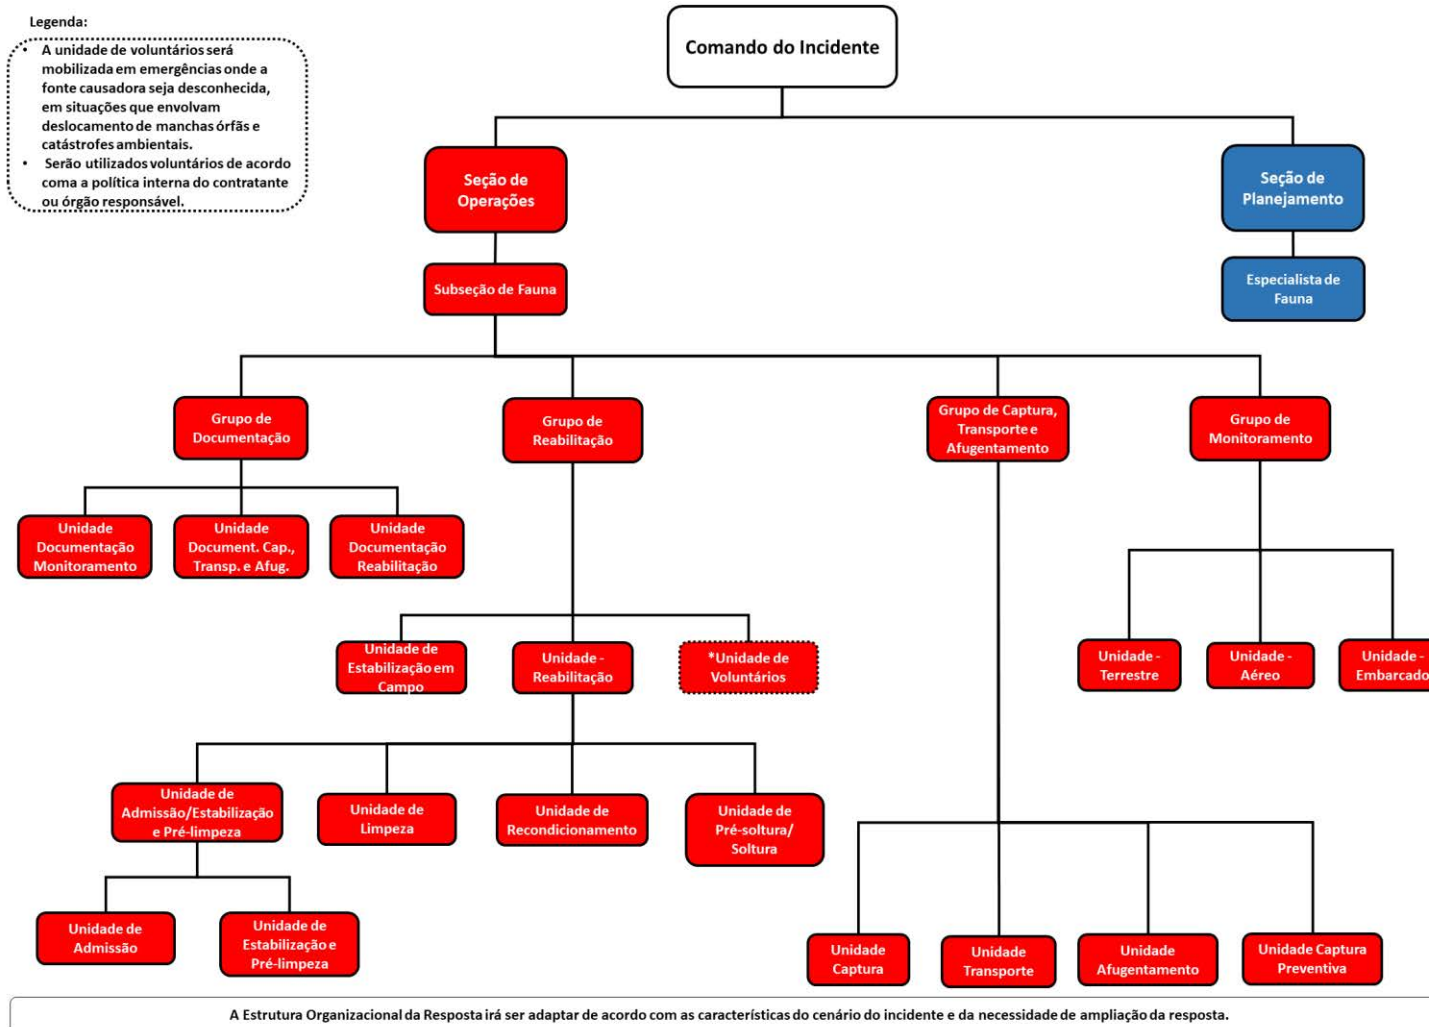 Legenda:
• A unidade de voluntários será
mobilizada em emergências onde a
fonte causadora seja desconhecida,
em situações que envolvam
deslocamento de manchas órfãs e
catástrofes ambientais.
• Serão utilizados voluntários de acordo
coma a política interna do contratante
ou órgão responsável.
Comando do Incidente
Seção de
Operações
Seção de
Planejamento
Subseção de Fauna
Especialista de
Fauna
Grupo de
Documentação
Grupo de
Reabilitação
Grupo de Captura,
Transporte e
Afugentamento
Grupo de
Monitoramento
Unidade
Documentação
Monitoramento
Unidade
Document. Cap.,
Transp. e Afug.
Unidade
Documentação
Reabilitação
Unidade de
Estabilização em
Campo
Unidade -
Reabilitação
*Unidade de
Voluntários
Unidade -
Terrestre
Unidade -
Aéreo
Unidade -
Embarcado
Unidade de
Admissão/Estabilização
e Pré-limpeza
Unidade de
Limpeza
Unidade de
Recondicionamento
Unidade de
Pré-soltura/
Soltura
Unidade de
Admissão
Unidade de
Estabilização e
Pré-limpeza
Unidade
Captura
Unidade
Transporte
Unidade
Afugentamento
Unidade Captura
Preventiva
A Estrutura Organizacional da Resposta irá ser adaptar de acordo com as características do cenário do incidente e da necessidade de ampliação da resposta.